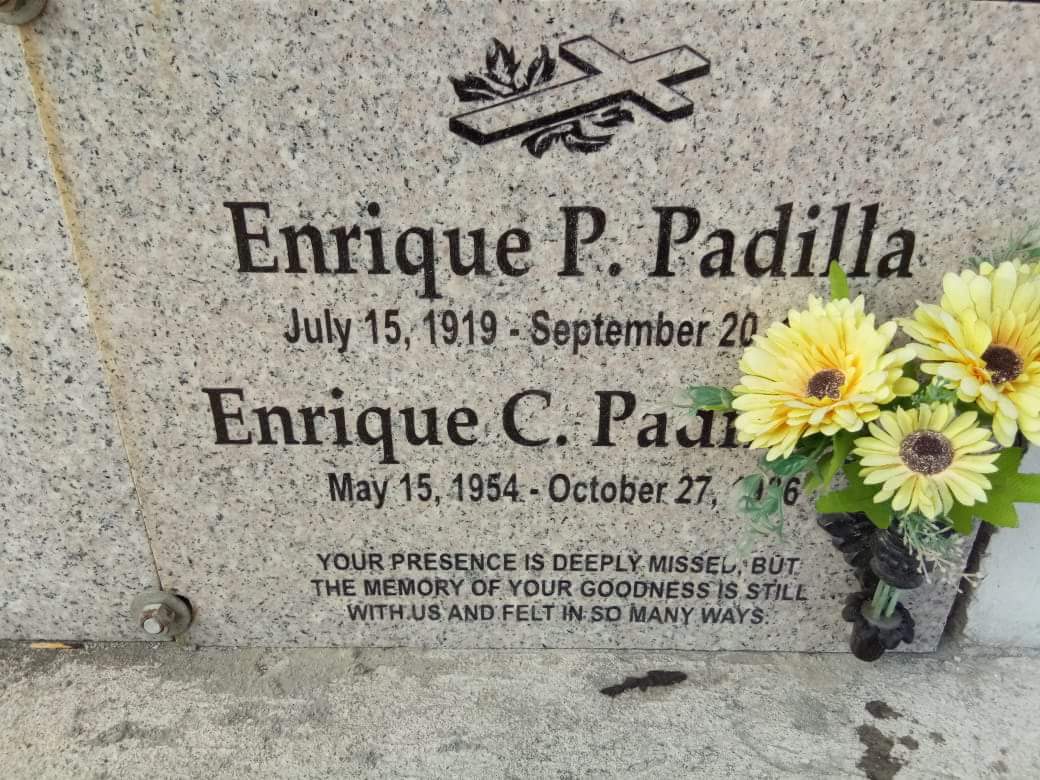 Enrique P. Padilla
July 15, 1919 - September 20
Enrique C.
May 15, 1954 - October 27,
YOUR PRESENCE IS DEEPLY MISSED, BUT
THE MEMORY OF YOUR GOODNESS IS STILL
WITH US AND FELT IN SO MANY WAYS.